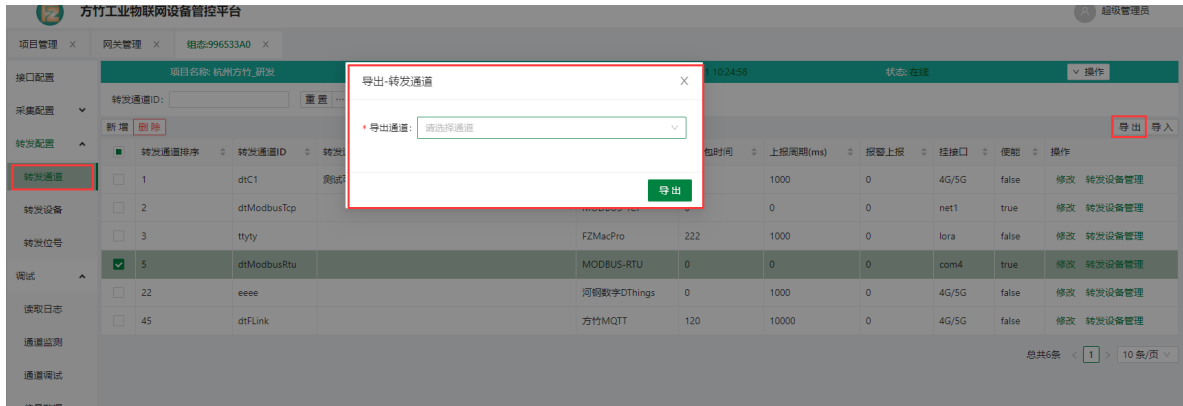 方竹工业物联网设备管控平台 超级管理员
项目管理 × 网关管理 × 组态:996533A0 ×
接口配置
采集配置
转发配置
转发通道
转发设备
转发位号
调试
读取日志
通道监测
通道调试
项目名称: 杭州方竹_研发 10:24:58 状态: 在线 操作
转发通道ID: 重置
新增 删除 导出 导入
转发通道排序 转发通道ID 转发 包时间 上报周期(ms) 报警上报 挂接口 使能 操作
1 dtC1 测试 1000 0 4G/5G false 修改 转发设备管理
2 dtModbusTcp MODBUS-TCP 0 0 0 net1 true 修改 转发设备管理
3 ttyty FZMacPro 222 1000 0 lora false 修改 转发设备管理
5 dtModbusRtu MODBUS-RTU 0 0 0 com4 true 修改 转发设备管理
22 eeee 河钢数字DThings 0 1000 0 4G/5G false 修改 转发设备管理
45 dtFLink 方竹MQTT 120 10000 0 4G/5G false 修改 转发设备管理
总共6条 < 1 > 10 条/页
导出-转发通道 ×
* 导出通道: 请选择通道
导出